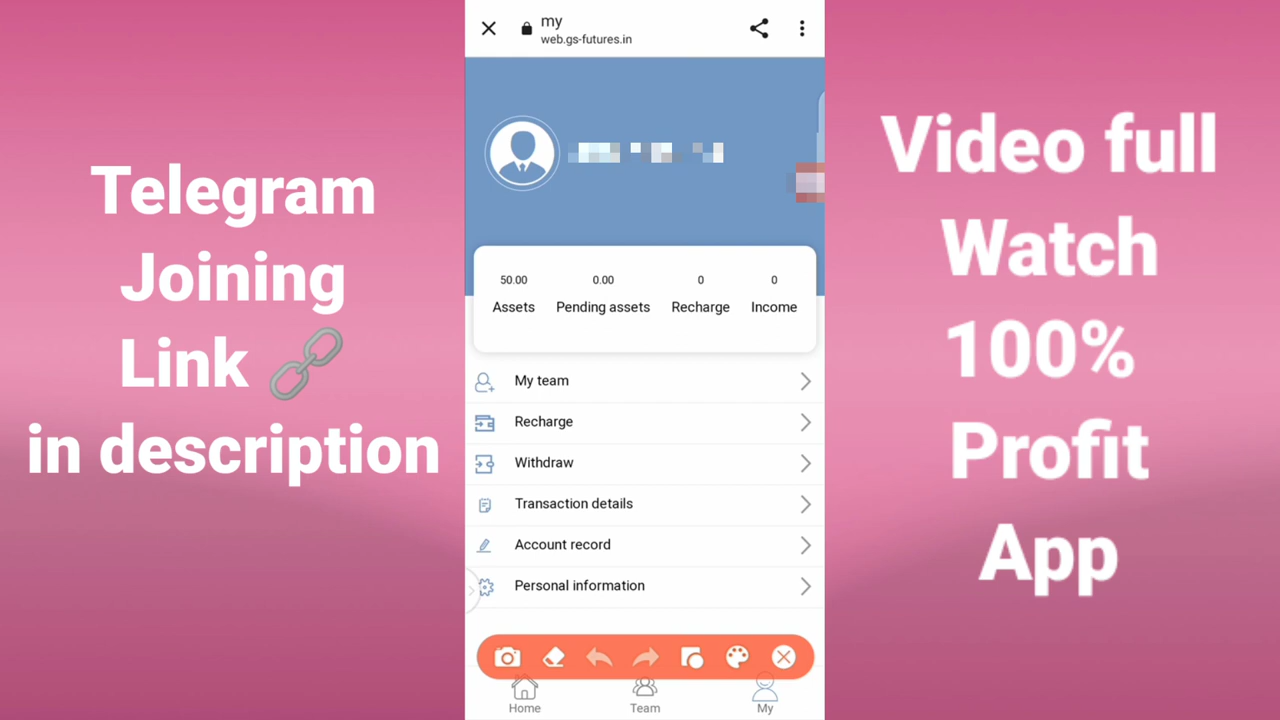 Telegram
Joining
Link
in description
my
web.gs-futures.in
50.00
0.00
0
0
Assets
Pending assets
Recharge
Income
My team
Recharge
Withdraw
Transaction details
Account record
Personal information
Home
Team
My
Video full
Watch
100%
Profit
App